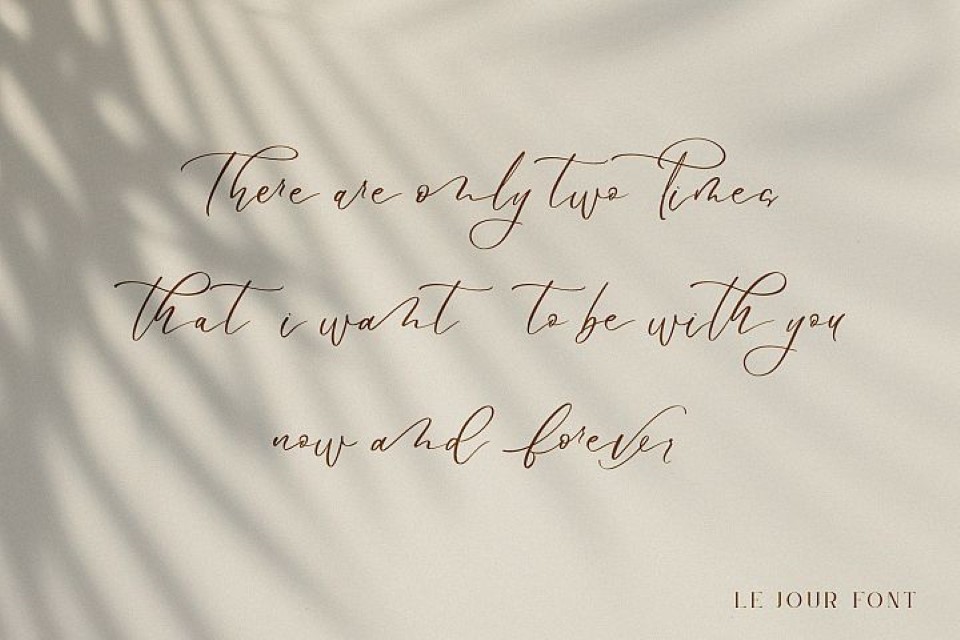 There are only two Times
that i want to be with you
now and forever
LE JOUR FONT